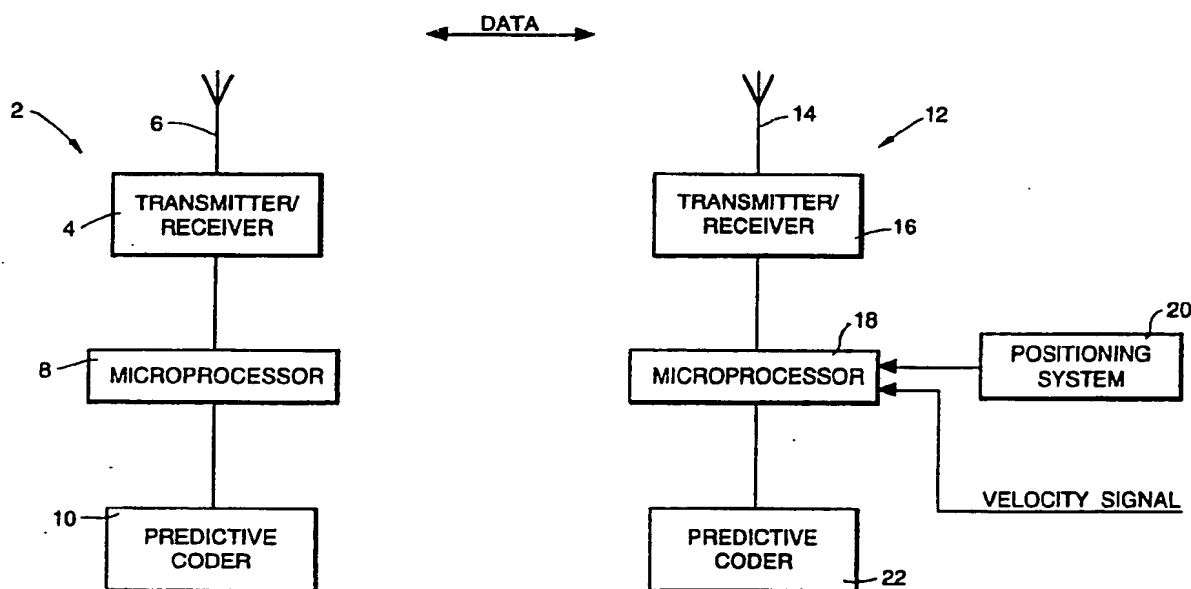 DATA
2
6
14
12
TRANSMITTER/
RECEIVER
4
TRANSMITTER/
RECEIVER
16
8
MICROPROCESSOR
18
MICROPROCESSOR
20
POSITIONING
SYSTEM
VELOCITY SIGNAL
10
PREDICTIVE
CODER
PREDICTIVE
CODER
22